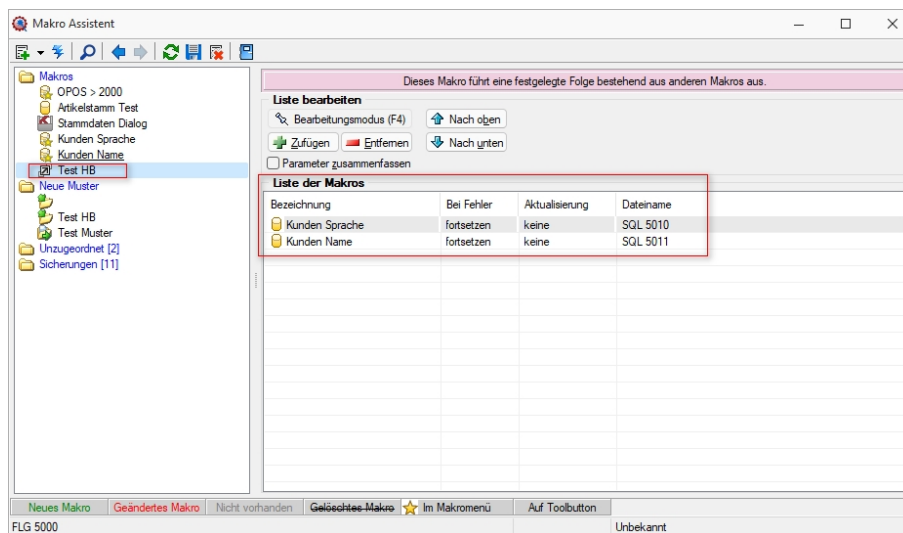 Makro Assistent
Makros
OPOS > 2000
Artikelstamm Test
Stammdaten Dialog
Kunden Sprache
Kunden Name
Test HB
Neue Muster
Test HB
Test Muster
Unzugeordnet [2]
Sicherungen [11]
Dieses Makro führt eine festgelegte Folge bestehend aus anderen Makros aus.
Liste bearbeiten
Bearbeitungsmodus (F4) Nach oben
Zufügen Entfernen Nach unten
Parameter zusammenfassen
Liste der Makros
Bezeichnung Bei Fehler Aktualisierung Dateiname
Kunden Sprache fortsetzen keine SQL 5010
Kunden Name fortsetzen keine SQL 5011
Neues Makro Geändertes Makro Nicht vorhanden Gelöschtes Makro Im Makromenü Auf Toolbutton
FLG 5000 Unbekannt